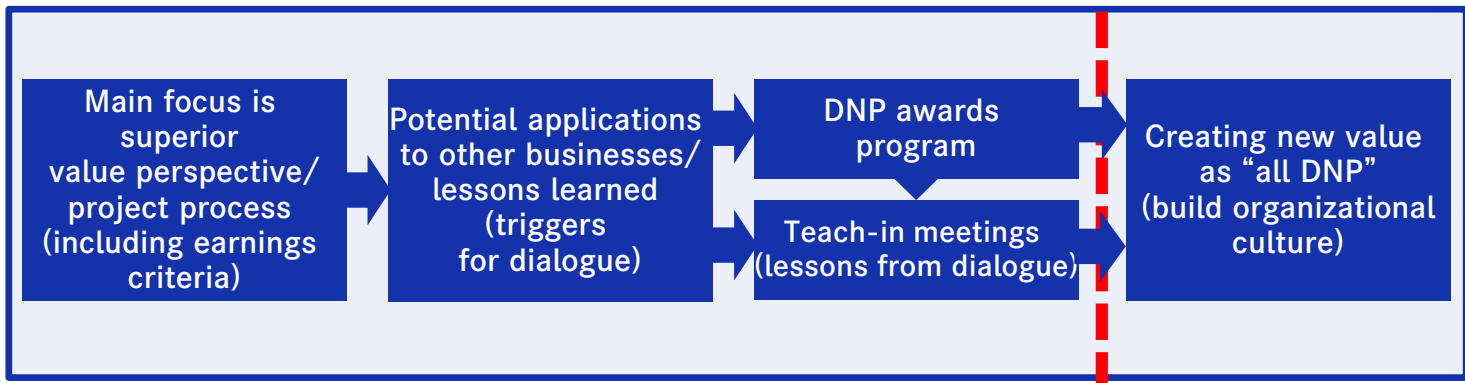 Main focus is
superior
value perspective/
project process
(including earnings
criteria)
Potential applications
to other businesses/
lessons learned
(triggers
for dialogue)
DNP awards
program
Teach-in meetings
(lessons from dialogue)
Creating new value
as “all DNP”
(build organizational
culture)